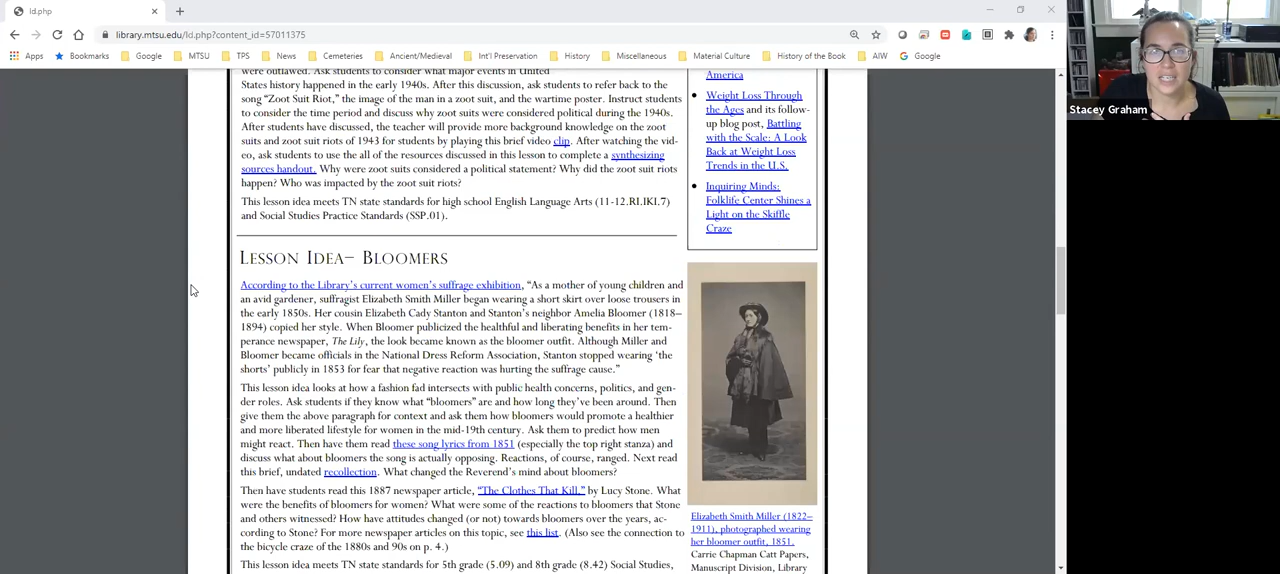 ld.php
library.mtsu.edu/ld.php?content_id=57011375
Apps Bookmarks Google MTSU TPS News Cemeteries Ancient/Medieval Int'l Preservation History Miscellaneous Material Culture History of the Book AIW Google
were outlawed. Ask students to consider what major events in United
States history happened in the early 1940s. After this discussion, ask students to refer back to the
song “Zoot Suit Riot,” the image of the man in a zoot suit, and the wartime poster. Instruct students
to consider the time period and discuss why zoot suits were considered political during the 1940s.
After students have discussed, the teacher will provide more background knowledge on the zoot
suits and zoot suit riots of 1943 for students by playing this brief video clip. After watching the vid-
eo, ask students to use the all of the resources discussed in this lesson to complete a synthesizing
sources handout. Why were zoot suits considered a political statement? Why did the zoot suit riots
happen? Who was impacted by the zoot suit riots?
This lesson idea meets TN state standards for high school English Language Arts (11-12.RI.IKI.7)
and Social Studies Practice Standards (SSP.01).
Lesson Idea– Bloomers
According to the Library's current women's suffrage exhibition, “As a mother of young children and
an avid gardener, suffragist Elizabeth Smith Miller began wearing a short skirt over loose trousers in
the early 1850s. Her cousin Elizabeth Cady Stanton and Stanton's neighbor Amelia Bloomer (1818–
1894) copied her style. When Bloomer publicized the healthful and liberating benefits in her tem-
perance newspaper, The Lily, the look became known as the bloomer outfit. Although Miller and
Bloomer became officials in the National Dress Reform Association, Stanton stopped wearing ‘the
shorts’ publicly in 1853 for fear that negative reaction was hurting the suffrage cause.”
This lesson idea looks at how a fashion fad intersects with public health concerns, politics, and gen-
der roles. Ask students if they know what “bloomers” are and how long they've been around. Then
give them the above paragraph for context and ask them how bloomers would promote a healthier
and more liberated lifestyle for women in the mid-19th century. Ask them to predict how men
might react. Then have them read these song lyrics from 1851 (especially the top right stanza) and
discuss what about bloomers the song is actually opposing. Reactions, of course, ranged. Next read
this brief, undated recollection. What changed the Reverend's mind about bloomers?
Then have students read this 1887 newspaper article, “The Clothes That Kill,” by Lucy Stone. What
were the benefits of bloomers for women? What were some of the reactions to bloomers that Stone
and others witnessed? How have attitudes changed (or not) towards bloomers over the years, ac-
cording to Stone? For more newspaper articles on this topic, see this list. (Also see the connection to
the bicycle craze of the 1880s and 90s on p. 4.)
This lesson idea meets TN state standards for 5th grade (5.09) and 8th grade (8.42) Social Studies,
America
• Weight Loss Through
the Ages and its follow-
up blog post, Battling
with the Scale: A Look
Back at Weight Loss
Trends in the U.S.
• Inquiring Minds:
Folklife Center Shines a
Light on the Skiffle
Craze
Elizabeth Smith Miller (1822–
1911), photographed wearing
her bloomer outfit, 1851.
Carrie Chapman Catt Papers,
Manuscript Division, Library
Stacey Graham